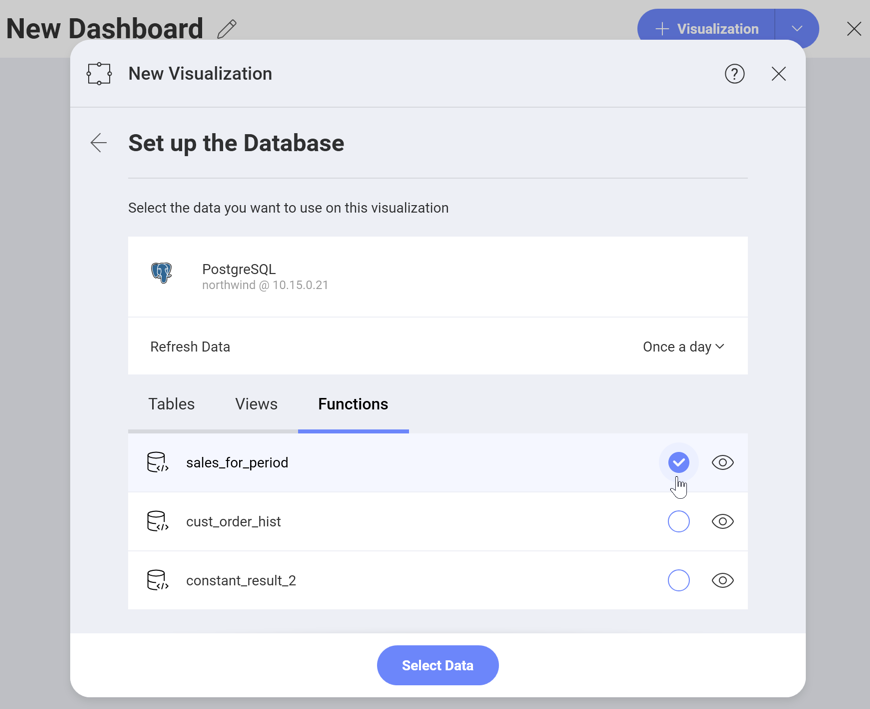 New Dashboard
Visualization
New Visualization
?
Set up the Database
Select the data you want to use on this visualization
PostgreSQL
northwind @ 10.15.0.21
Refresh Data Once a day
Tables Views Functions
sales_for_period
cust_order_hist
constant_result_2
Select Data